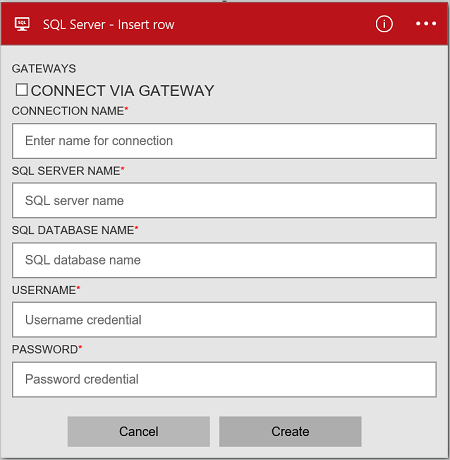 SQL
SQL Server - Insert row
GATEWAYS
CONNECT VIA GATEWAY
CONNECTION NAME*
Enter name for connection
SQL SERVER NAME*
SQL server name
SQL DATABASE NAME*
SQL database name
USERNAME*
Username credential
PASSWORD*
Password credential
Cancel Create